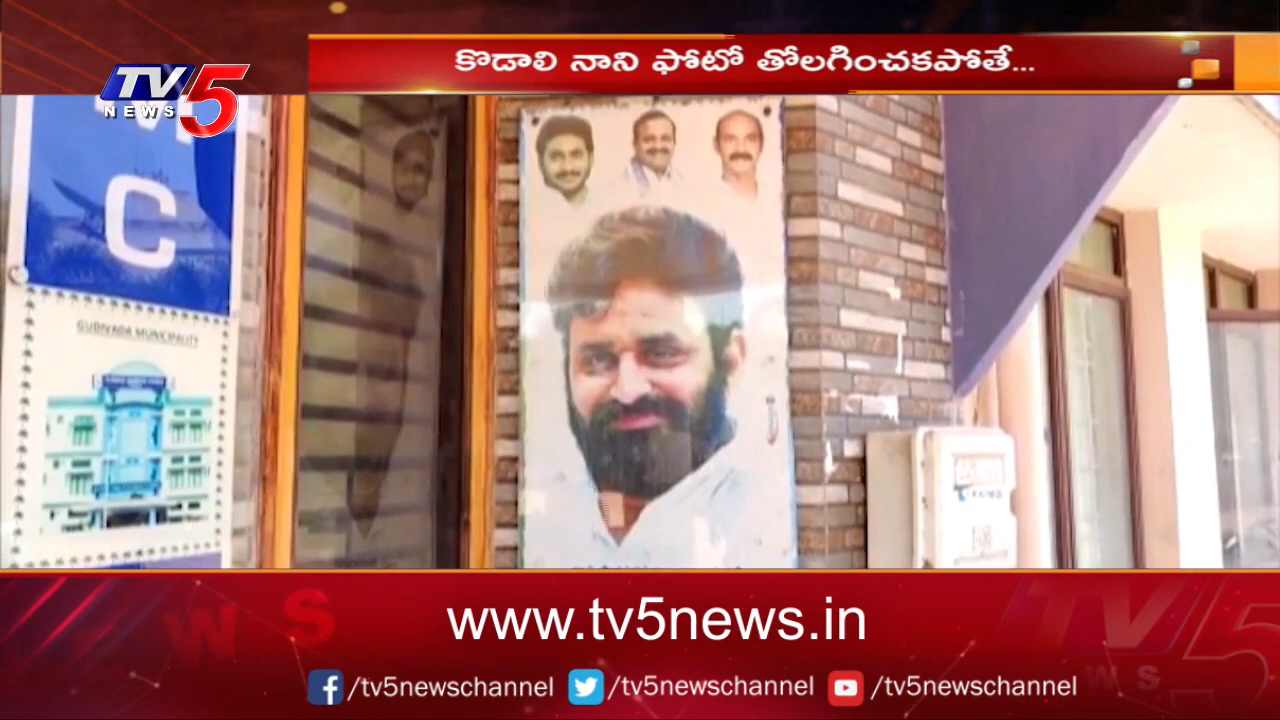 కొడాలి నాని ఫోటో తోలగించకపోతే...
TV5
NEWS
C
GUDIVADA MUNICIPALITY
www.tv5news.in
/tv5newschannel /tv5newschannel /tv5newschannel